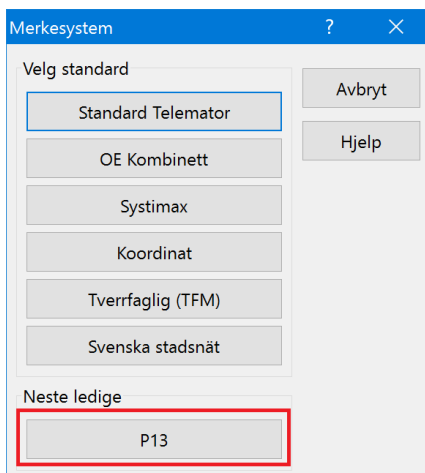 Merkesystem ?
Velg standard
Standard Telemator
OE Kombinett
Systimax
Koordinat
Tverrfaglig (TFM)
Svenska stadsnät
Avbryt
Hjelp
Neste ledige
P13